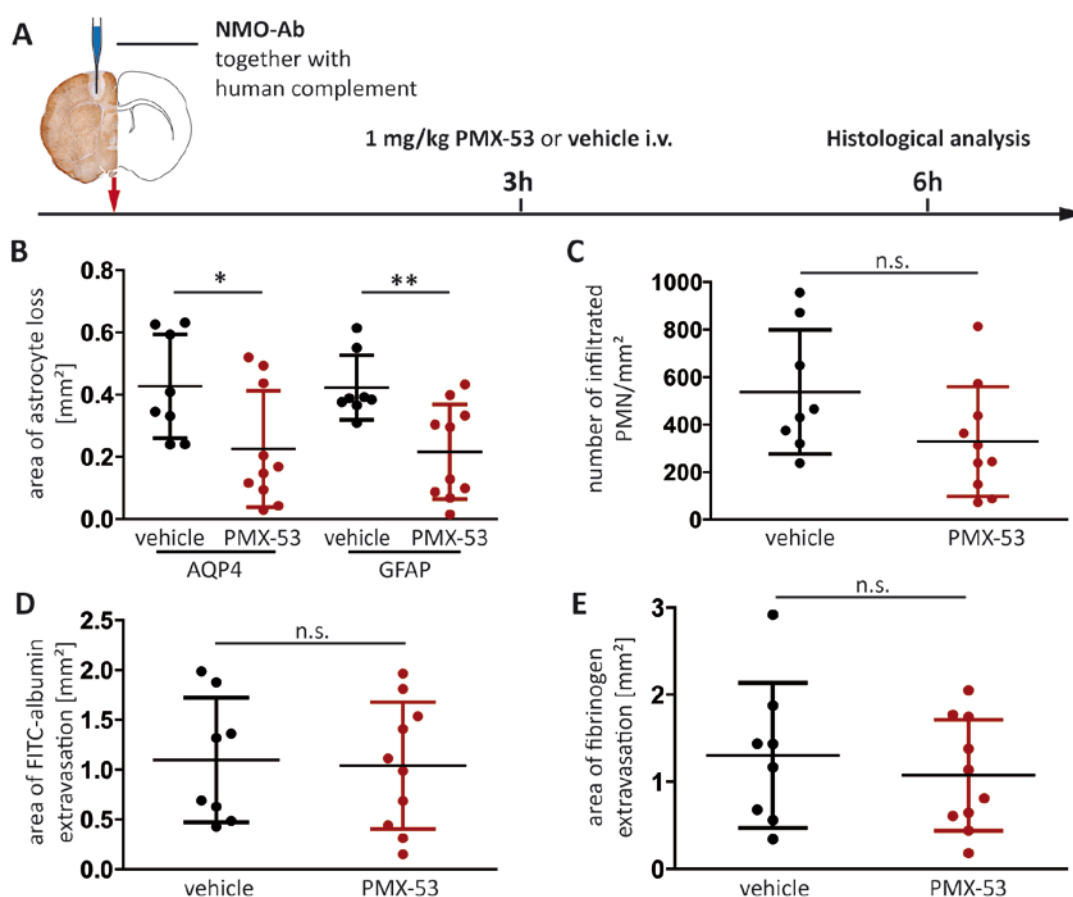 A
NMO-Ab
together with
human complement
1 mg/kg PMX-53 or vehicle i.v.
Histological analysis
3h
6h
B
area of astrocyte loss
[mm²]
0.8
0.6
0.4
0.2
0.0
*
**
vehicle PMX-53 vehicle PMX-53
AQP4 GFAP
C
number of infiltrated
PMN/mm²
1000
800
600
400
200
0
n.s.
vehicle PMX-53
D
area of FITC-albumin
extravasation [mm²]
2.5
2.0
1.5
1.0
0.5
0.0
n.s.
vehicle PMX-53
E
area of fibrinogen
extravasation [mm²]
3
2
1
0
n.s.
vehicle PMX-53